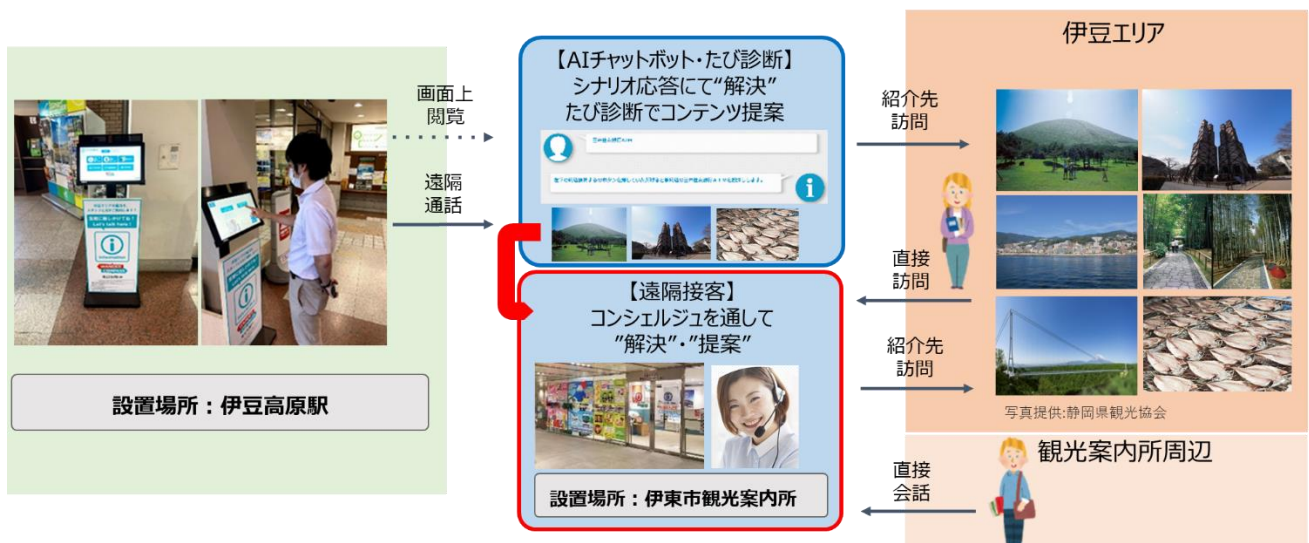 画面上
閲覧
遠隔
通話
設置場所：伊豆高原駅
【AIチャットボット・たび診断】
シナリオ応答にて“解決”
たび診断でコンテンツ提案
【遠隔接客】
コンシェルジュを通して
”解決”・”提案”
設置場所：伊東市観光案内所
紹介先
訪問
直接
訪問
紹介先
訪問
直接
会話
伊豆エリア
写真提供:静岡県観光協会
観光案内所周辺